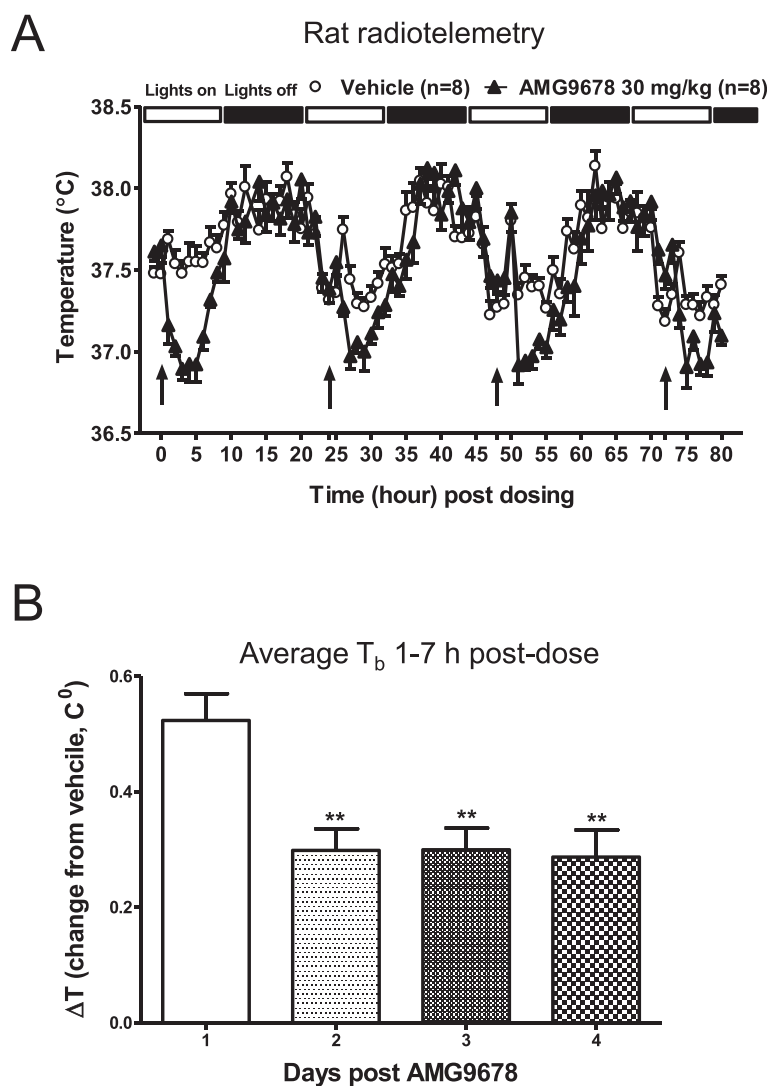 A
Rat radiotelemetry
Lights on Lights off Vehicle (n=8) AMG9678 30 mg/kg (n=8)
38.5
38.0
37.5
37.0
36.5
Temperature (°C)
0 5 10 15 20 25 30 35 40 45 50 55 60 65 70 75 80
Time (hour) post dosing
B
Average Tb 1-7 h post-dose
0.6
0.4
0.2
0.0
ΔT (change from vehcile, C⁰)
** ** **
1 2 3 4
Days post AMG9678